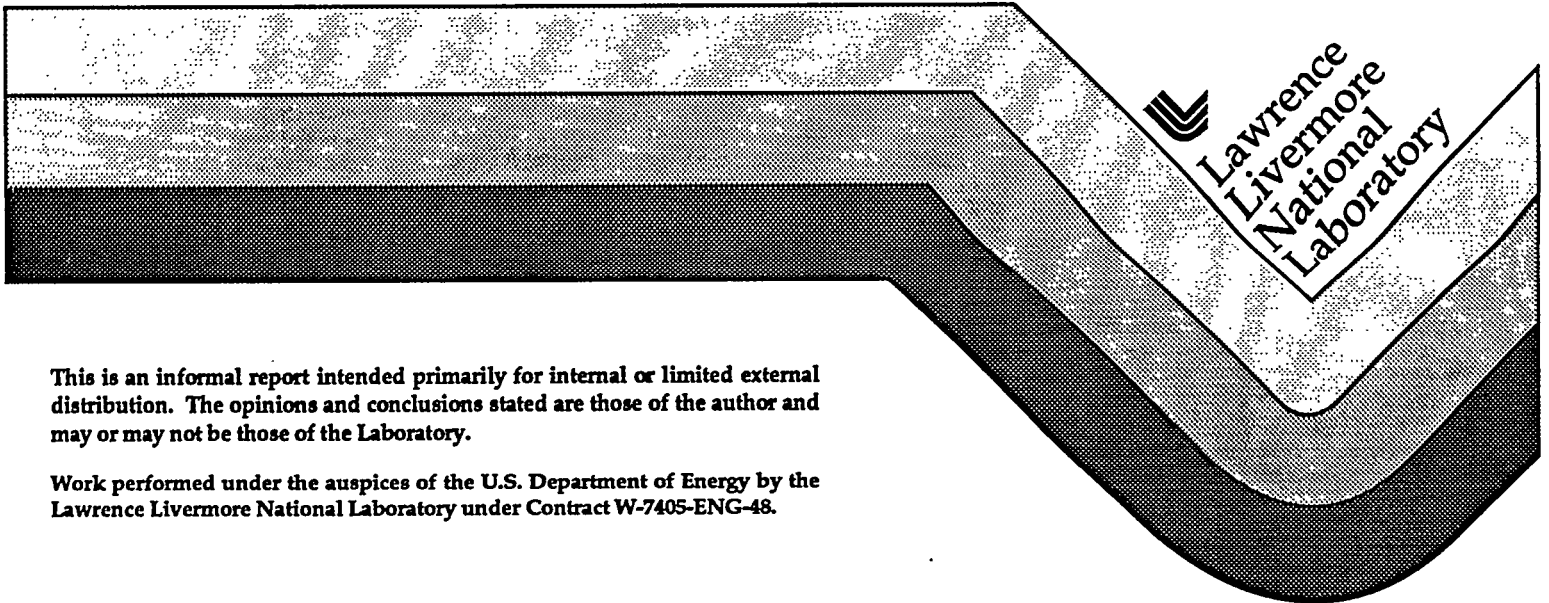 Lawrence
Livermore
National
Laboratory
This is an informal report intended primarily for internal or limited external
distribution. The opinions and conclusions stated are those of the author and
may or may not be those of the Laboratory.
Work performed under the auspices of the U.S. Department of Energy by the
Lawrence Livermore National Laboratory under Contract W-7405-ENG-48.